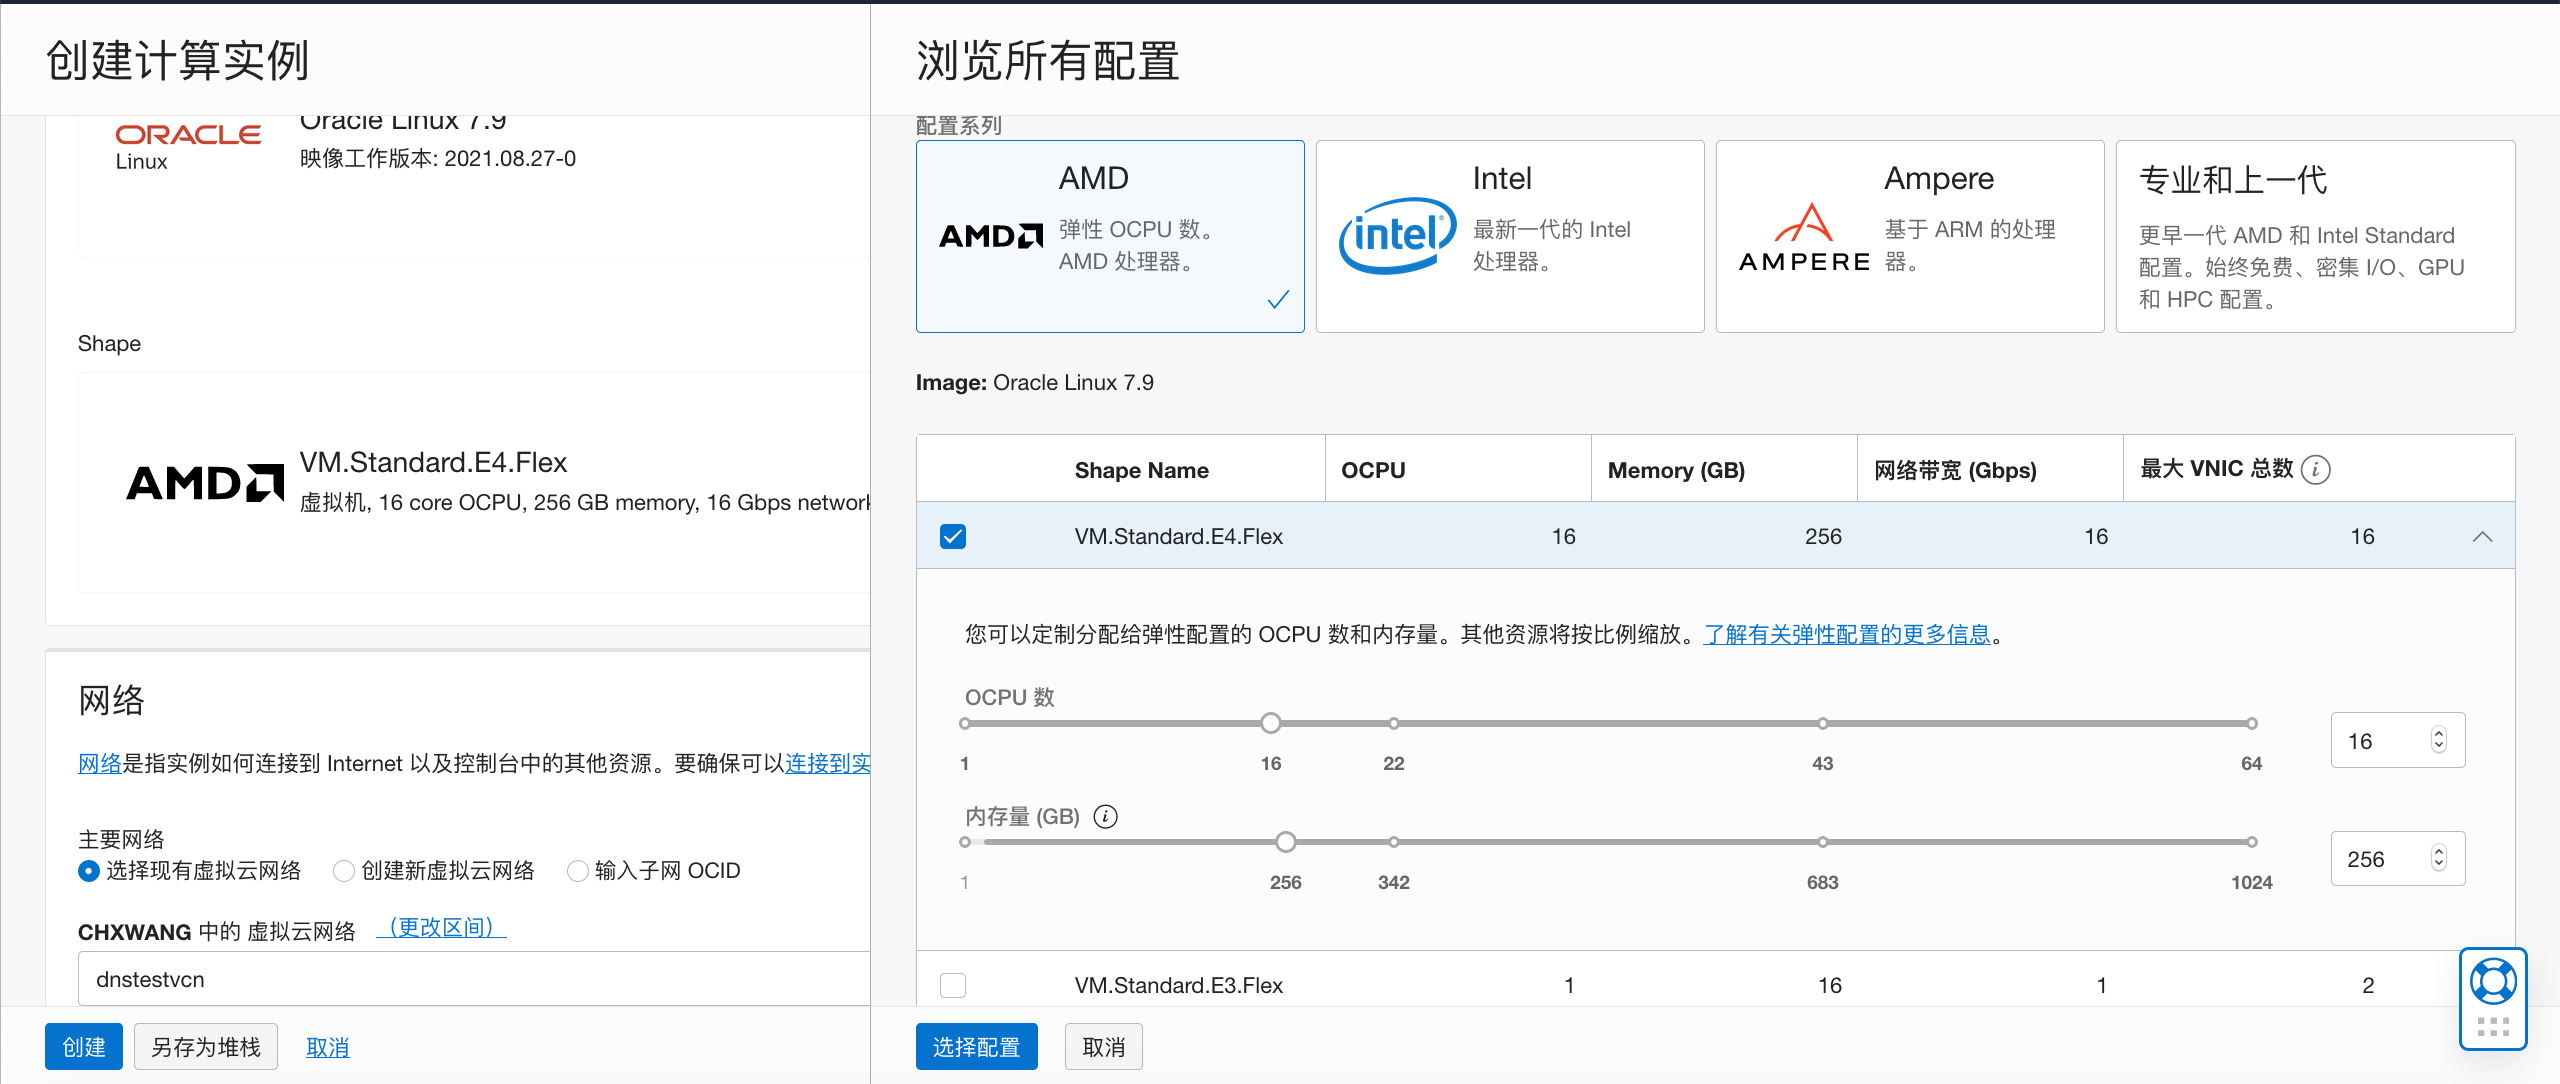 创建计算实例
ORACLE
Linux
Oracle Linux 7.9
映像工作版本: 2021.08.27-0
Shape
AMD
VM.Standard.E4.Flex
虚拟机, 16 core OCPU, 256 GB memory, 16 Gbps network
网络
网络是指实例如何连接到 Internet 以及控制台中的其他资源。要确保可以连接到实
主要网络
选择现有虚拟云网络 创建新虚拟云网络 输入子网 OCID
CHXWANG 中的 虚拟云网络 （更改区间）
dnstestvcn
创建 另存为堆栈 取消
浏览所有配置
配置系列
AMD
AMD
弹性 OCPU 数。
AMD 处理器。
intel
Intel
最新一代的 Intel
处理器。
AMPERE
Ampere
基于 ARM 的处理
器。
专业和上一代
更早一代 AMD 和 Intel Standard
配置。始终免费、密集 I/O、GPU
和 HPC 配置。
Image: Oracle Linux 7.9
Shape Name OCPU Memory (GB) 网络带宽 (Gbps) 最大 VNIC 总数 i
VM.Standard.E4.Flex 16 256 16 16
您可以定制分配给弹性配置的 OCPU 数和内存量。其他资源将按比例缩放。了解有关弹性配置的更多信息。
OCPU 数
16
1 16 22 43 64
内存量 (GB) i
256
1 256 342 683 1024
VM.Standard.E3.Flex 1 16 1 2
选择配置 取消